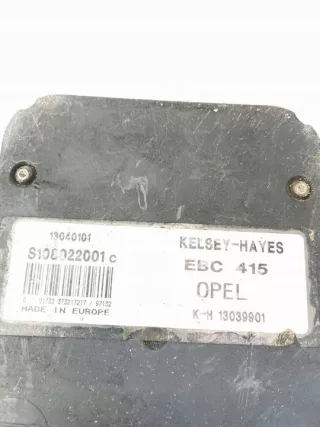 13040101
S108022001 C
MADE IN EUROPE
KELSEY-HAYES
EBC 415
OPEL
K-H 13039901